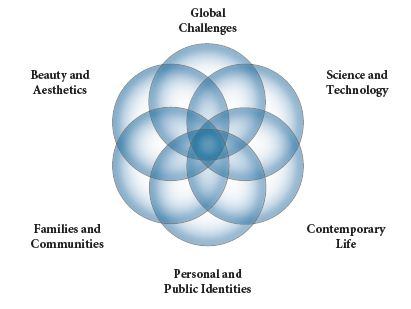 Global
Challenges
Beauty and
Aesthetics
Science and
Technology
Families and
Communities
Contemporary
Life
Personal and
Public Identities